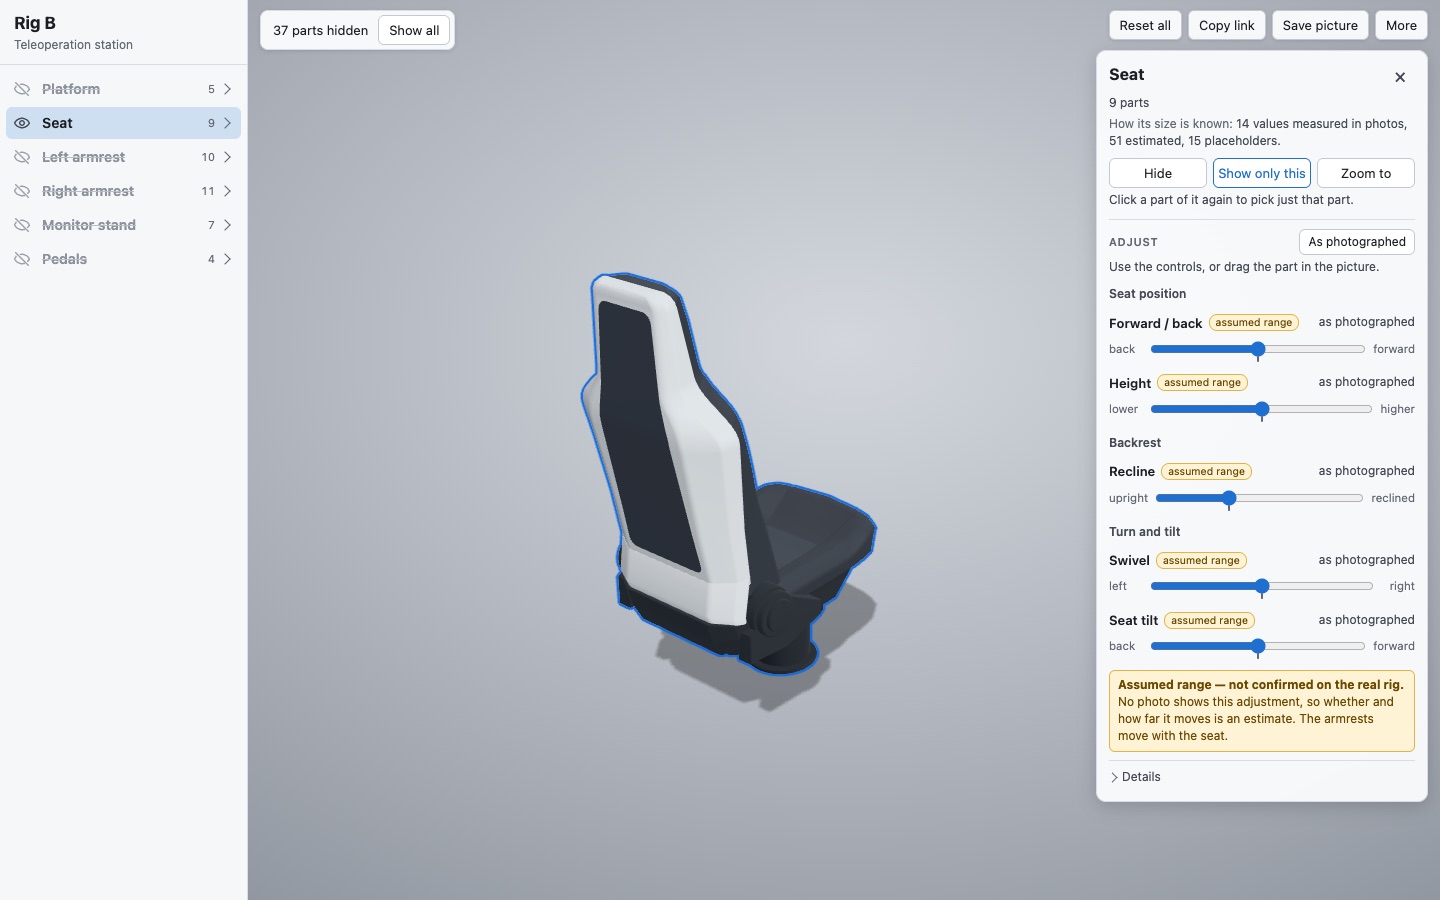 Rig B
Teleoperation station
Platform 5
Seat 9
Left armrest 10
Right armrest 11
Monitor stand 7
Pedals 4
37 parts hidden Show all
Reset all Copy link Save picture More
Seat
9 parts
How its size is known: 14 values measured in photos,
51 estimated, 15 placeholders.
Hide Show only this Zoom to
Click a part of it again to pick just that part.
ADJUST As photographed
Use the controls, or drag the part in the picture.
Seat position
Forward / back assumed range as photographed
back forward
Height assumed range as photographed
lower higher
Backrest
Recline assumed range as photographed
upright reclined
Turn and tilt
Swivel assumed range as photographed
left right
Seat tilt assumed range as photographed
back forward
Assumed range — not confirmed on the real rig.
No photo shows this adjustment, so whether and
how far it moves is an estimate. The armrests
move with the seat.
Details